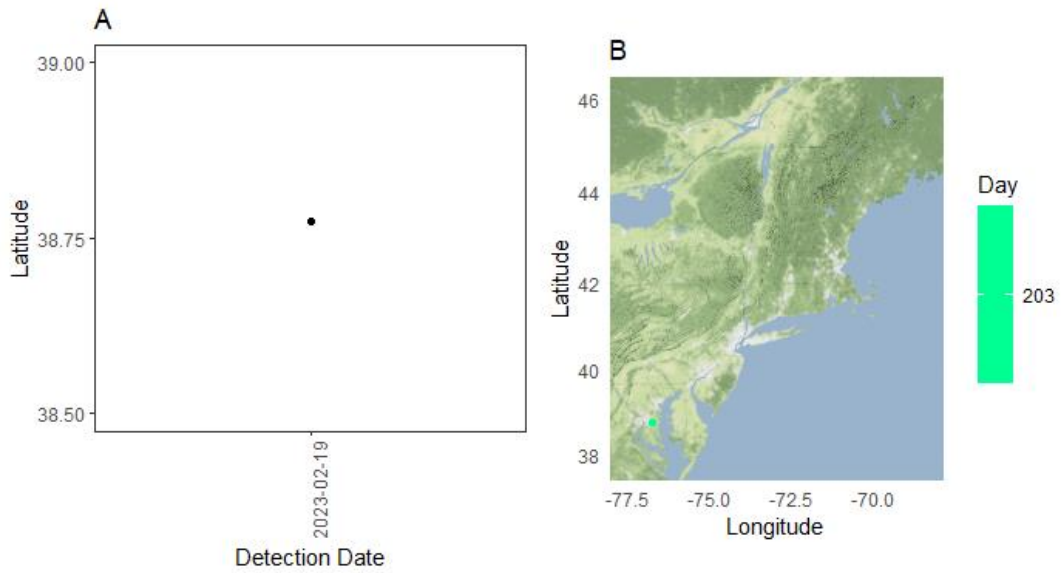 A
39.00
38.75
38.50
Latitude
2023-02-19
Detection Date
B
46
44
42
40
38
Latitude
-77.5 -75.0 -72.5 -70.0
Longitude
Day
203